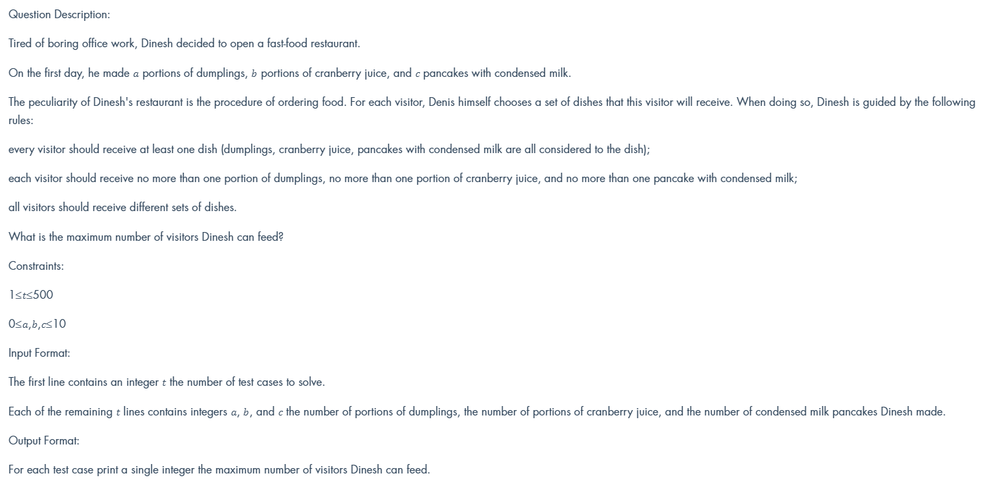 Question Description:
Tired of boring office work, Dinesh decided to open a fast-food restaurant.
On the first day, he made a portions of dumplings, b portions of cranberry juice, and c pancakes with condensed milk.
The peculiarity of Dinesh's restaurant is the procedure of ordering food. For each visitor, Denis himself chooses a set of dishes that this visitor will receive. When doing so, Dinesh is guided by the following
rules:
every visitor should receive at least one dish (dumplings, cranberry juice, pancakes with condensed milk are all considered to the dish);
each visitor should receive no more than one portion of dumplings, no more than one portion of cranberry juice, and no more than one pancake with condensed milk;
all visitors should receive different sets of dishes.
What is the maximum number of visitors Dinesh can feed?
Constraints:
1≤t≤500
0≤a,b,c≤10
Input Format:
The first line contains an integer t the number of test cases to solve.
Each of the remaining t lines contains integers a, b, and c the number of portions of dumplings, the number of portions of cranberry juice, and the number of condensed milk pancakes Dinesh made.
Output Format:
For each test case print a single integer the maximum number of visitors Dinesh can feed.